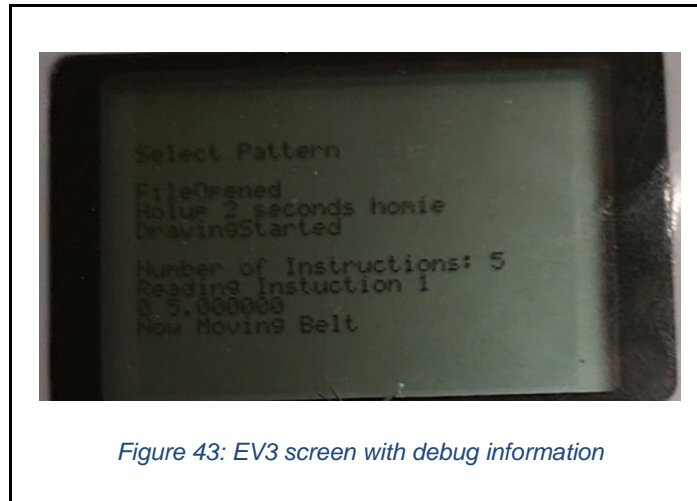 Select Pattern
FileOpened
Holup 2 seconds homie
DrawingStarted
Number of Instructions: 5
Reading Instuction 1
0 5.000000
Now Moving Belt
Figure 43: EV3 screen with debug information